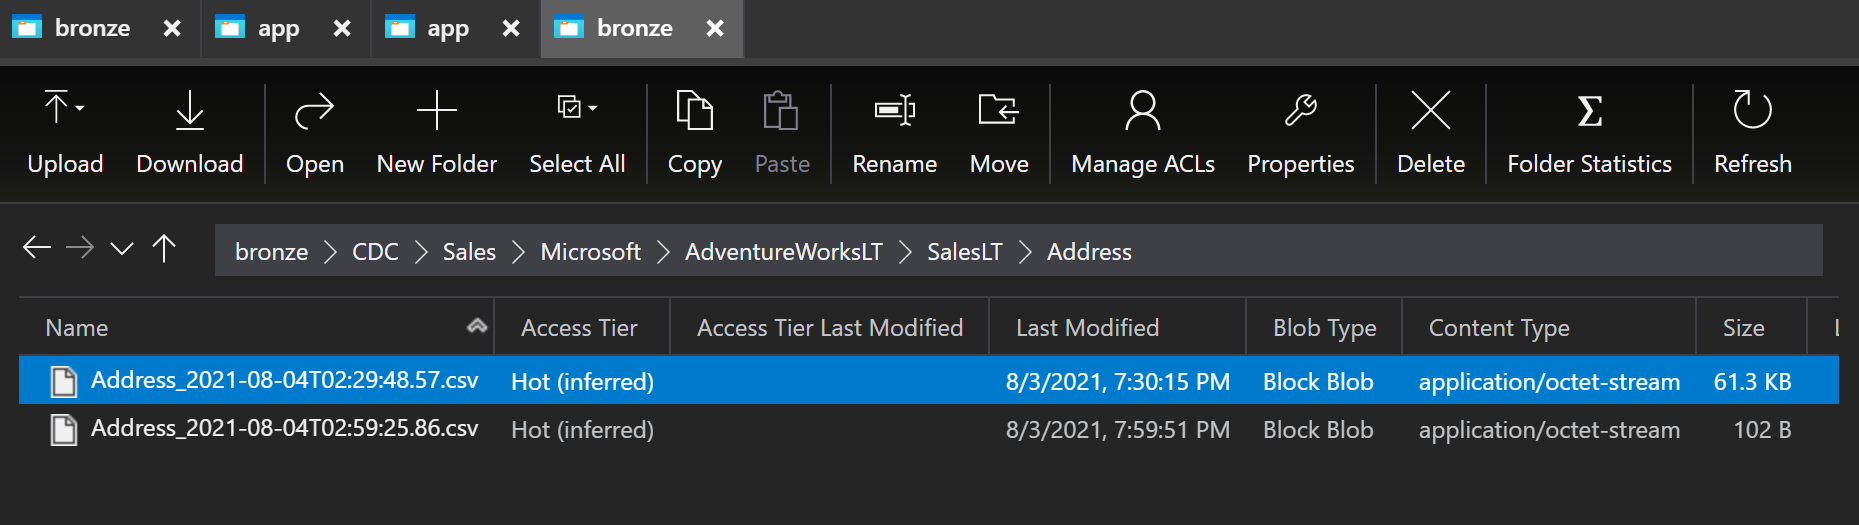 bronze app app bronze
Upload Download Open New Folder Select All Copy Paste Rename Move Manage ACLs Properties Delete Folder Statistics Refresh
bronze CDC Sales Microsoft AdventureWorksLT SalesLT Address
Name Access Tier Access Tier Last Modified Last Modified Blob Type Content Type Size
Address_2021-08-04T02:29:48.57.csv Hot (inferred) 8/3/2021, 7:30:15 PM Block Blob application/octet-stream 61.3 KB
Address_2021-08-04T02:59:25.86.csv Hot (inferred) 8/3/2021, 7:59:51 PM Block Blob application/octet-stream 102 B